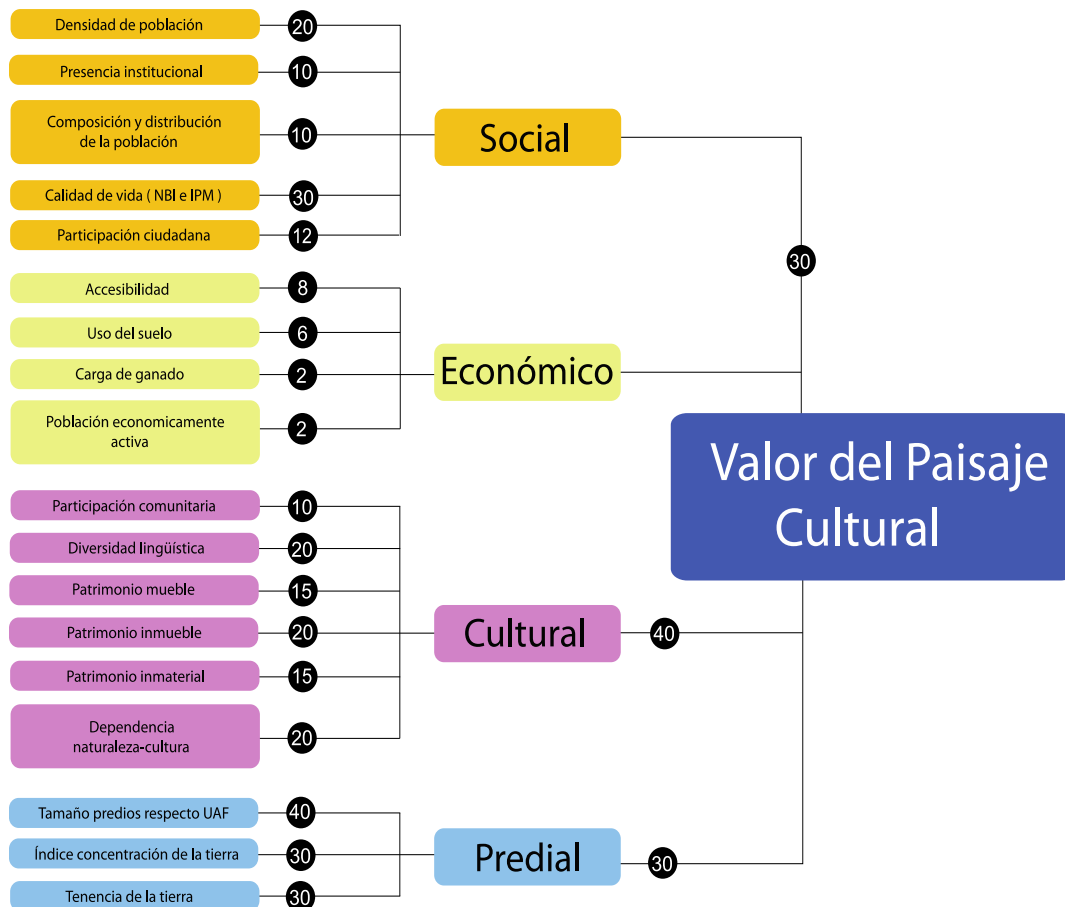 Densidad de población
20
Presencia institucional
10
Composición y distribución
de la población
10
Calidad de vida ( NBI e IPM )
30
Participación ciudadana
12
Social
30
Accesibilidad
8
Uso del suelo
6
Carga de ganado
2
Población economicamente
activa
2
Económico
Valor del Paisaje
Cultural
Participación comunitaria
10
Diversidad lingüística
20
Patrimonio mueble
15
Patrimonio inmueble
20
Patrimonio inmaterial
15
Dependencia
naturaleza-cultura
20
Cultural
40
Tamaño predios respecto UAF
40
Índice concentración de la tierra
30
Tenencia de la tierra
30
Predial
30